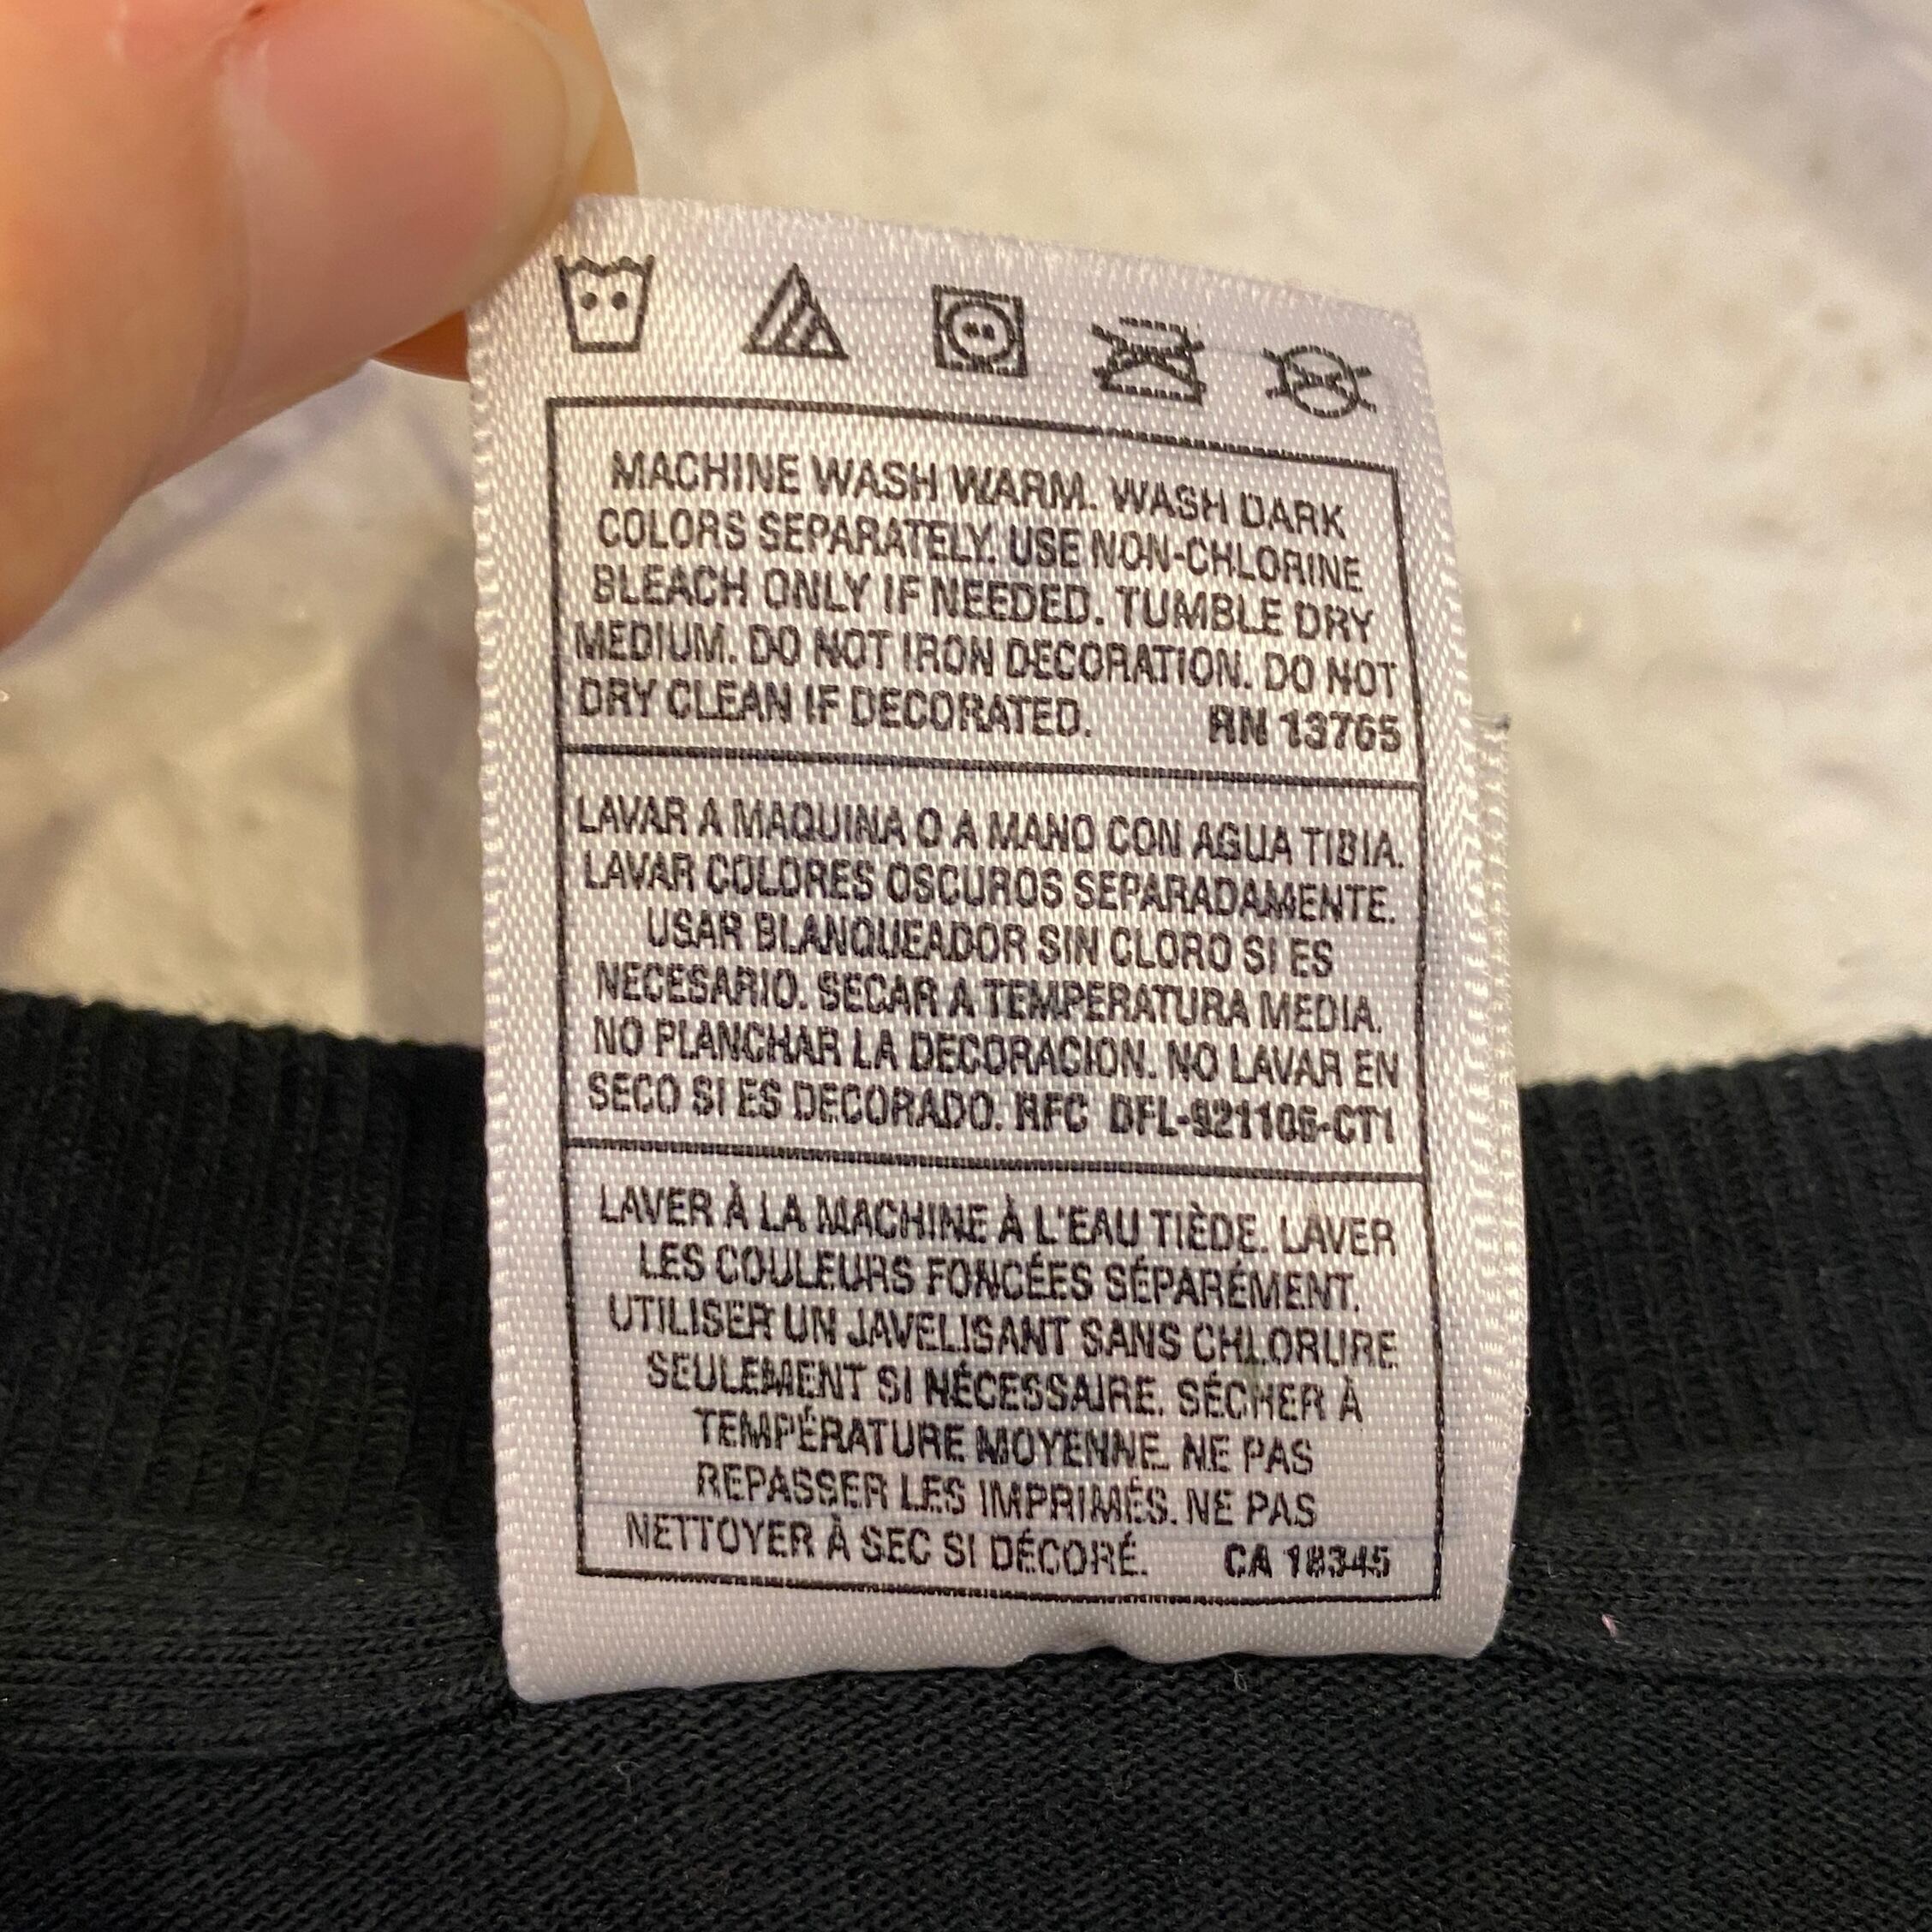 MACHINE WASH WARM. WASH DARK
COLORS SEPARATELY. USE NON-CHLORINE
BLEACH ONLY IF NEEDED. TUMBLE DRY
MEDIUM. DO NOT IRON DECORATION. DO NOT
DRY CLEAN IF DECORATED. RN 13765
LAVAR A MAQUINA O A MANO CON AGUA TIBIA.
LAVAR COLORES OSCUROS SEPARADAMENTE.
USAR BLANQUEADOR SIN CLORO SI ES
NECESARIO. SECAR A TEMPERATURA MEDIA.
NO PLANCHAR LA DECORACION. NO LAVAR EN
SECO SI ES DECORADO. RFC DFL-921106-CT1
LAVER À LA MACHINE À L'EAU TIÈDE. LAVER
LES COULEURS FONCÉES SÉPARÉMENT.
UTILISER UN JAVELISANT SANS CHLORURE
SEULEMENT SI NÉCESSAIRE. SÉCHER À
TEMPÉRATURE MOYENNE. NE PAS
REPASSER LES IMPRIMÉS. NE PAS
NETTOYER À SEC SI DÉCORÉ. CA 18345